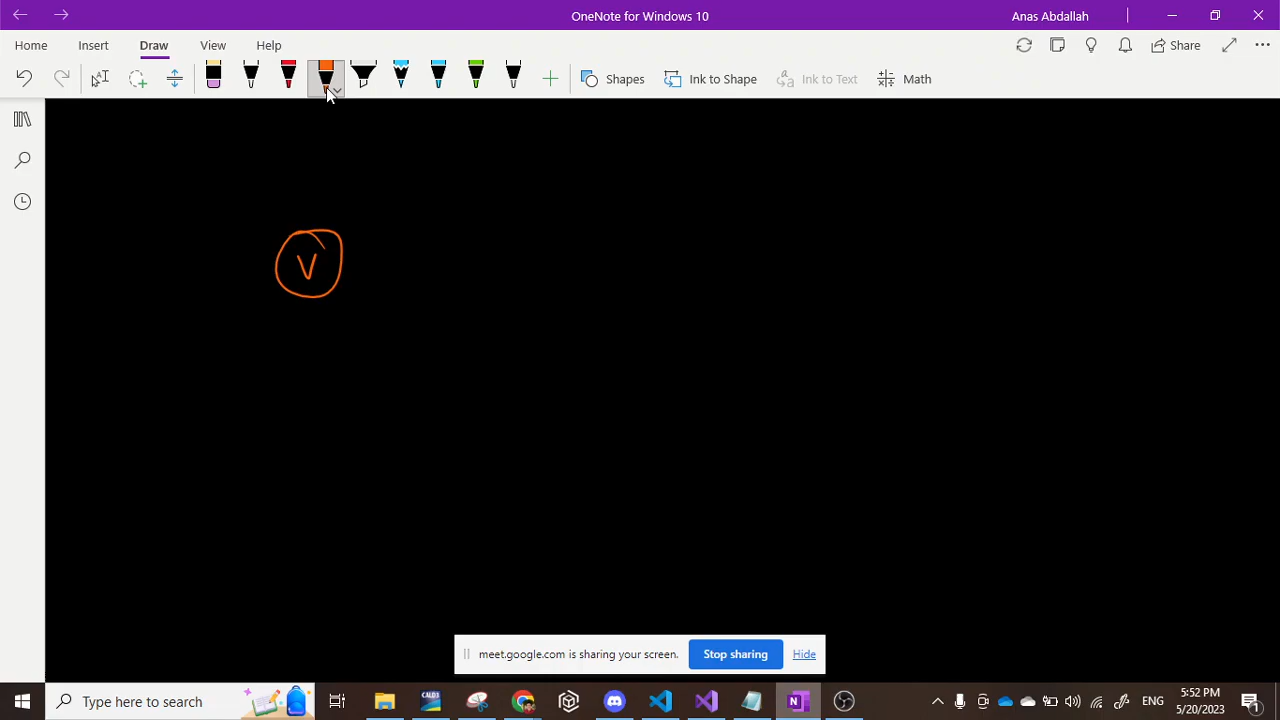 OneNote for Windows 10
Anas Abdallah
Home
Insert
Draw
View
Help
Share
Shapes
Ink to Shape
Ink to Text
Math
V
meet.google.com is sharing your screen.
Stop sharing
Hide
Type here to search
CALD3
ENG
5:52 PM
5/20/2023
1